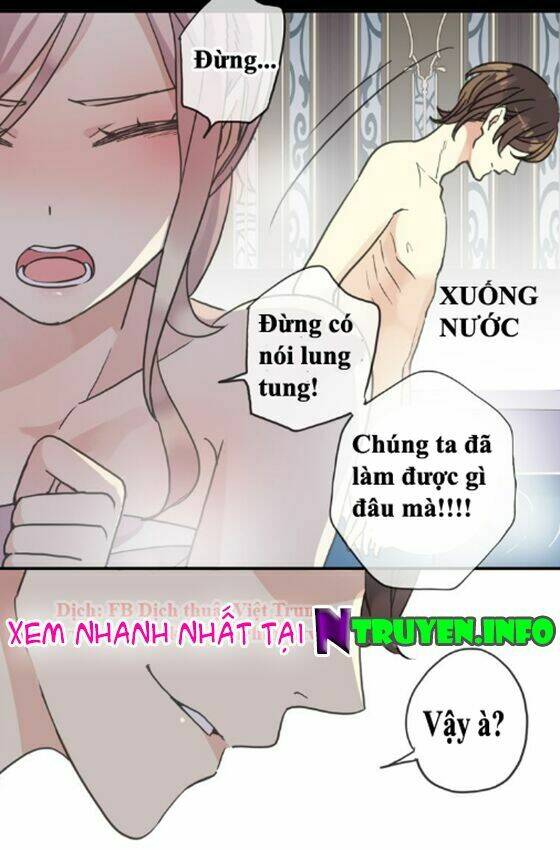 Đừng...
XUỐNG
NƯỚC
Đừng có
nói lung
tung!
Chúng ta đã
làm được gì
đâu mà!!!!
Dịch: FB Dịch thuật Việt Trung
XEM NHANH NHẤT TẠI NTRUYEN.INFO
Vậy à?